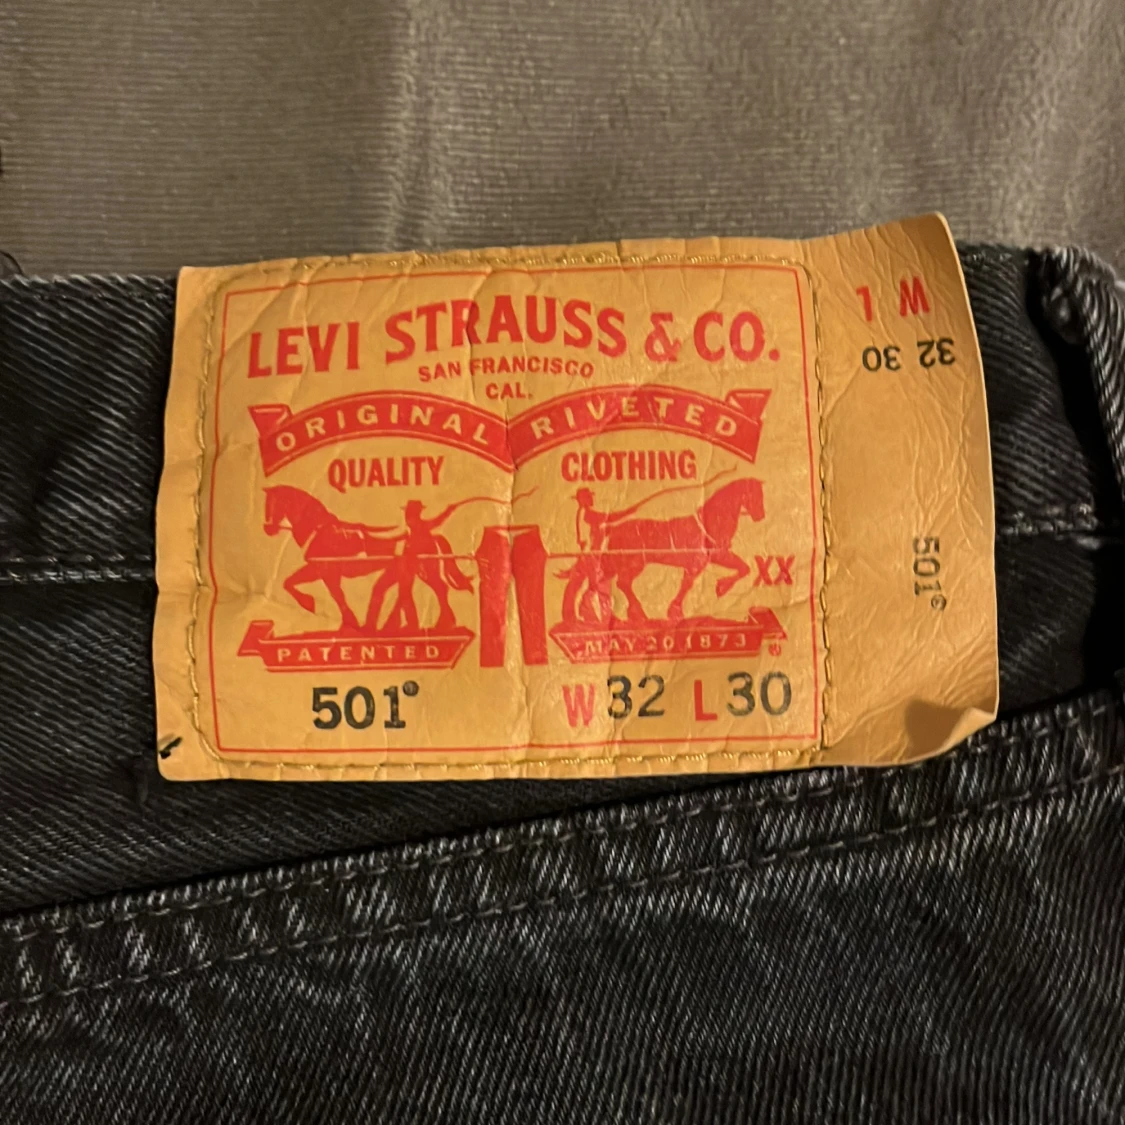 LEVI STRAUSS & CO.
SAN FRANCISCO
CAL.
ORIGINAL RIVETED
QUALITY CLOTHING
XX
PATENTED MAY 20 1873 ®
501® W32 L30
W L
32 30
501®